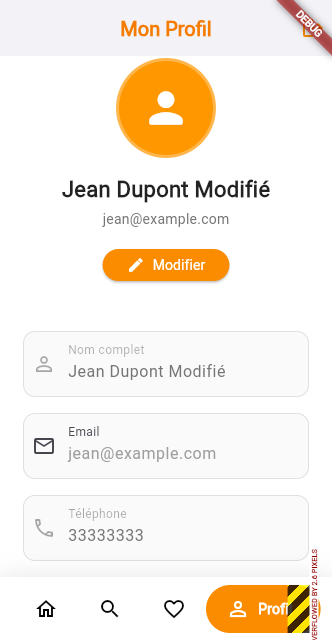 Mon Profil
DEBUG
Jean Dupont Modifié
jean@example.com
Modifier
Nom complet
Jean Dupont Modifié
Email
jean@example.com
Téléphone
33333333
Profi
VERFLOWED BY 2.6 PIXELS